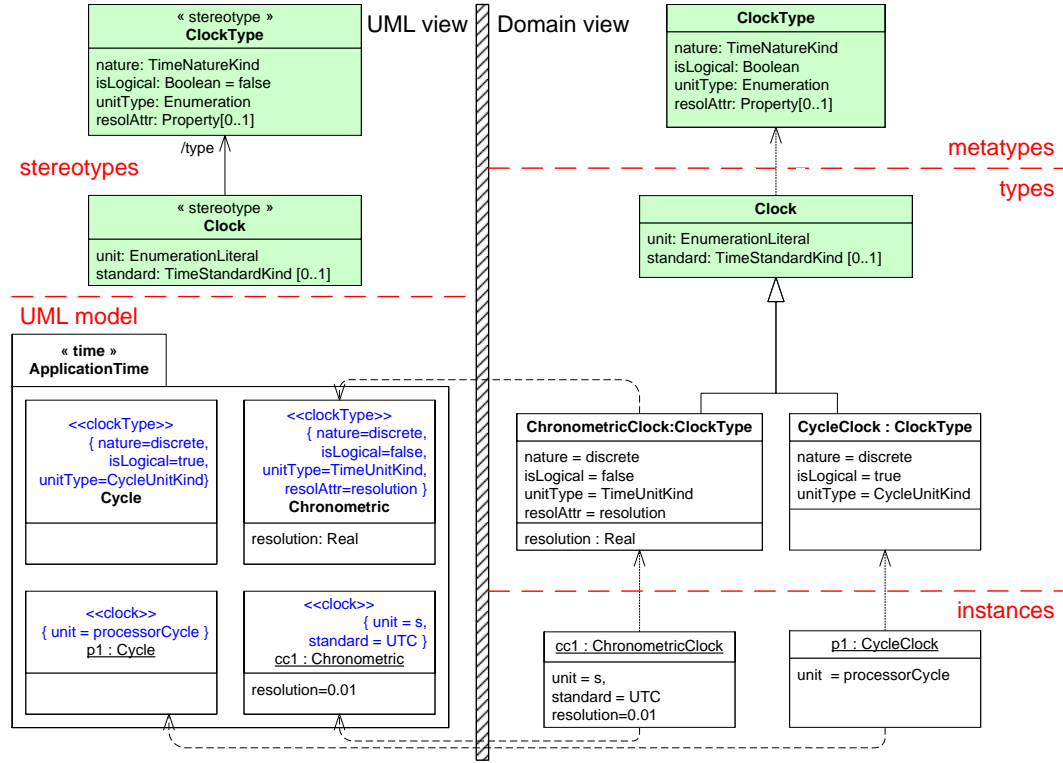 UML view
« stereotype »
ClockType
nature: TimeNatureKind
isLogical: Boolean = false
unitType: Enumeration
resolAttr: Property[0..1]
/type
stereotypes
« stereotype »
Clock
unit: EnumerationLiteral
standard: TimeStandardKind [0..1]
UML model
« time »
ApplicationTime
<<clockType>>
{ nature=discrete,
isLogical=true,
unitType=CycleUnitKind}
Cycle
<<clockType>>
{ nature=discrete,
isLogical=false,
unitType=TimeUnitKind,
resolAttr=resolution }
Chronometric
resolution: Real
<<clock>>
{ unit = processorCycle }
p1 : Cycle
<<clock>>
{ unit = s,
standard = UTC }
cc1 : Chronometric
resolution=0.01
Domain view
ClockType
nature: TimeNatureKind
isLogical: Boolean
unitType: Enumeration
resolAttr: Property[0..1]
metatypes
types
Clock
unit: EnumerationLiteral
standard: TimeStandardKind [0..1]
ChronometricClock:ClockType
nature = discrete
isLogical = false
unitType = TimeUnitKind
resolAttr = resolution
resolution : Real
CycleClock : ClockType
nature = discrete
isLogical = true
unitType = CycleUnitKind
instances
cc1 : ChronometricClock
unit = s,
standard = UTC
resolution=0.01
p1 : CycleClock
unit = processorCycle